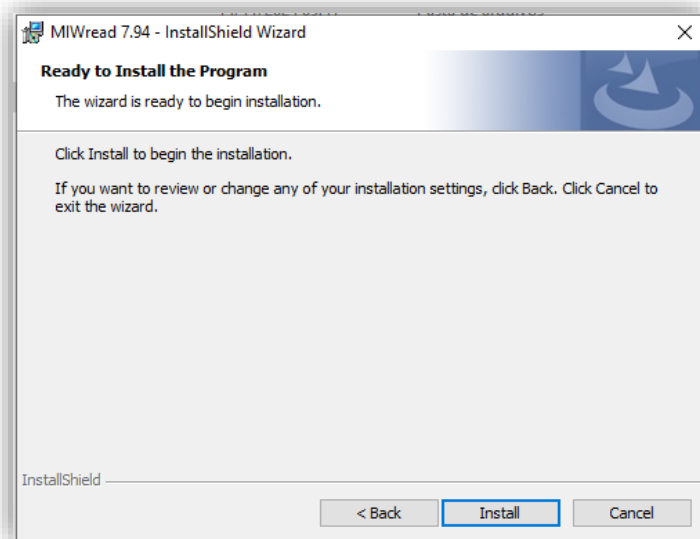 MIWread 7.94 - InstallShield Wizard
Ready to Install the Program
The wizard is ready to begin installation.
Click Install to begin the installation.
If you want to review or change any of your installation settings, click Back. Click Cancel to
exit the wizard.
InstallShield
< Back
Install
Cancel